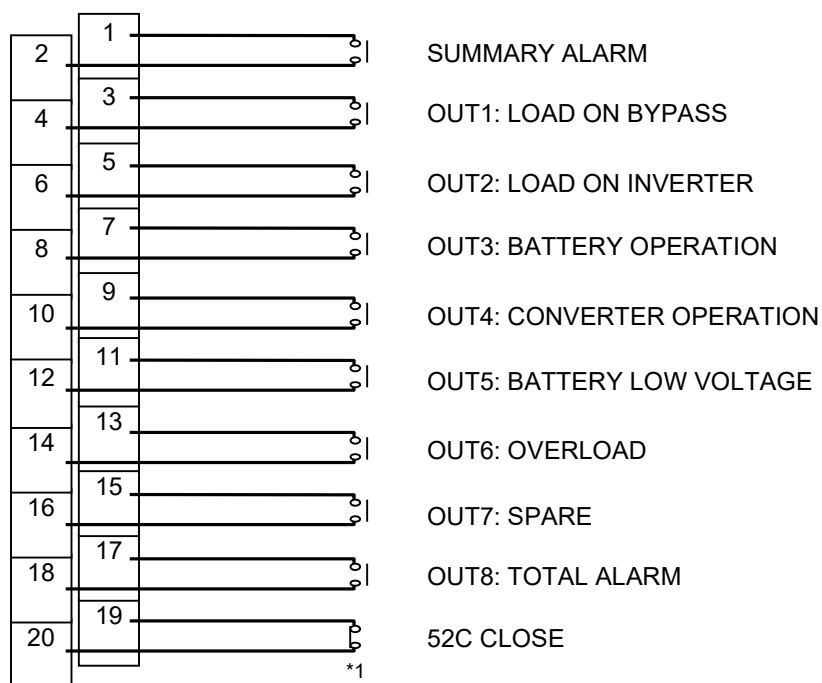 1
2
SUMMARY ALARM
3
4
OUT1: LOAD ON BYPASS
5
6
OUT2: LOAD ON INVERTER
7
8
OUT3: BATTERY OPERATION
9
10
OUT4: CONVERTER OPERATION
11
12
OUT5: BATTERY LOW VOLTAGE
13
14
OUT6: OVERLOAD
15
16
OUT7: SPARE
17
18
OUT8: TOTAL ALARM
19
20
52C CLOSE
*1